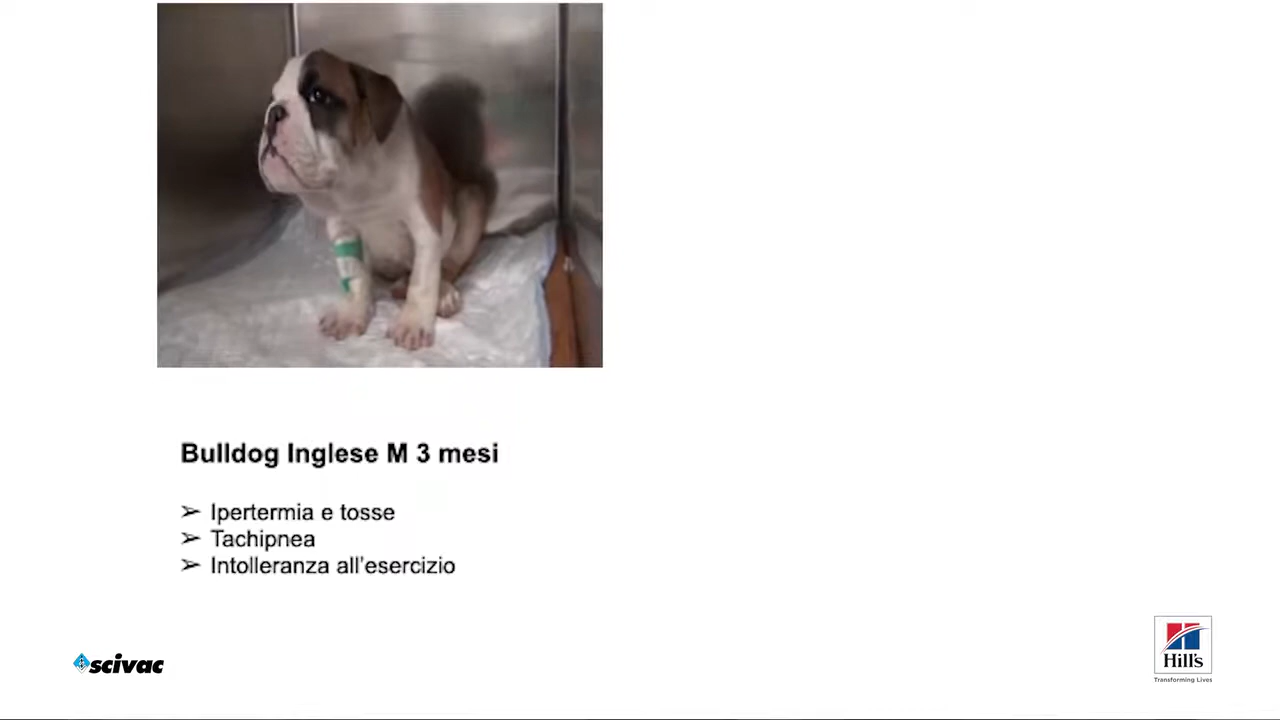 Bulldog Inglese M 3 mesi
➢ Ipertermia e tosse
➢ Tachipnea
➢ Intolleranza all'esercizio
scivac
Hill's
Transforming Lives